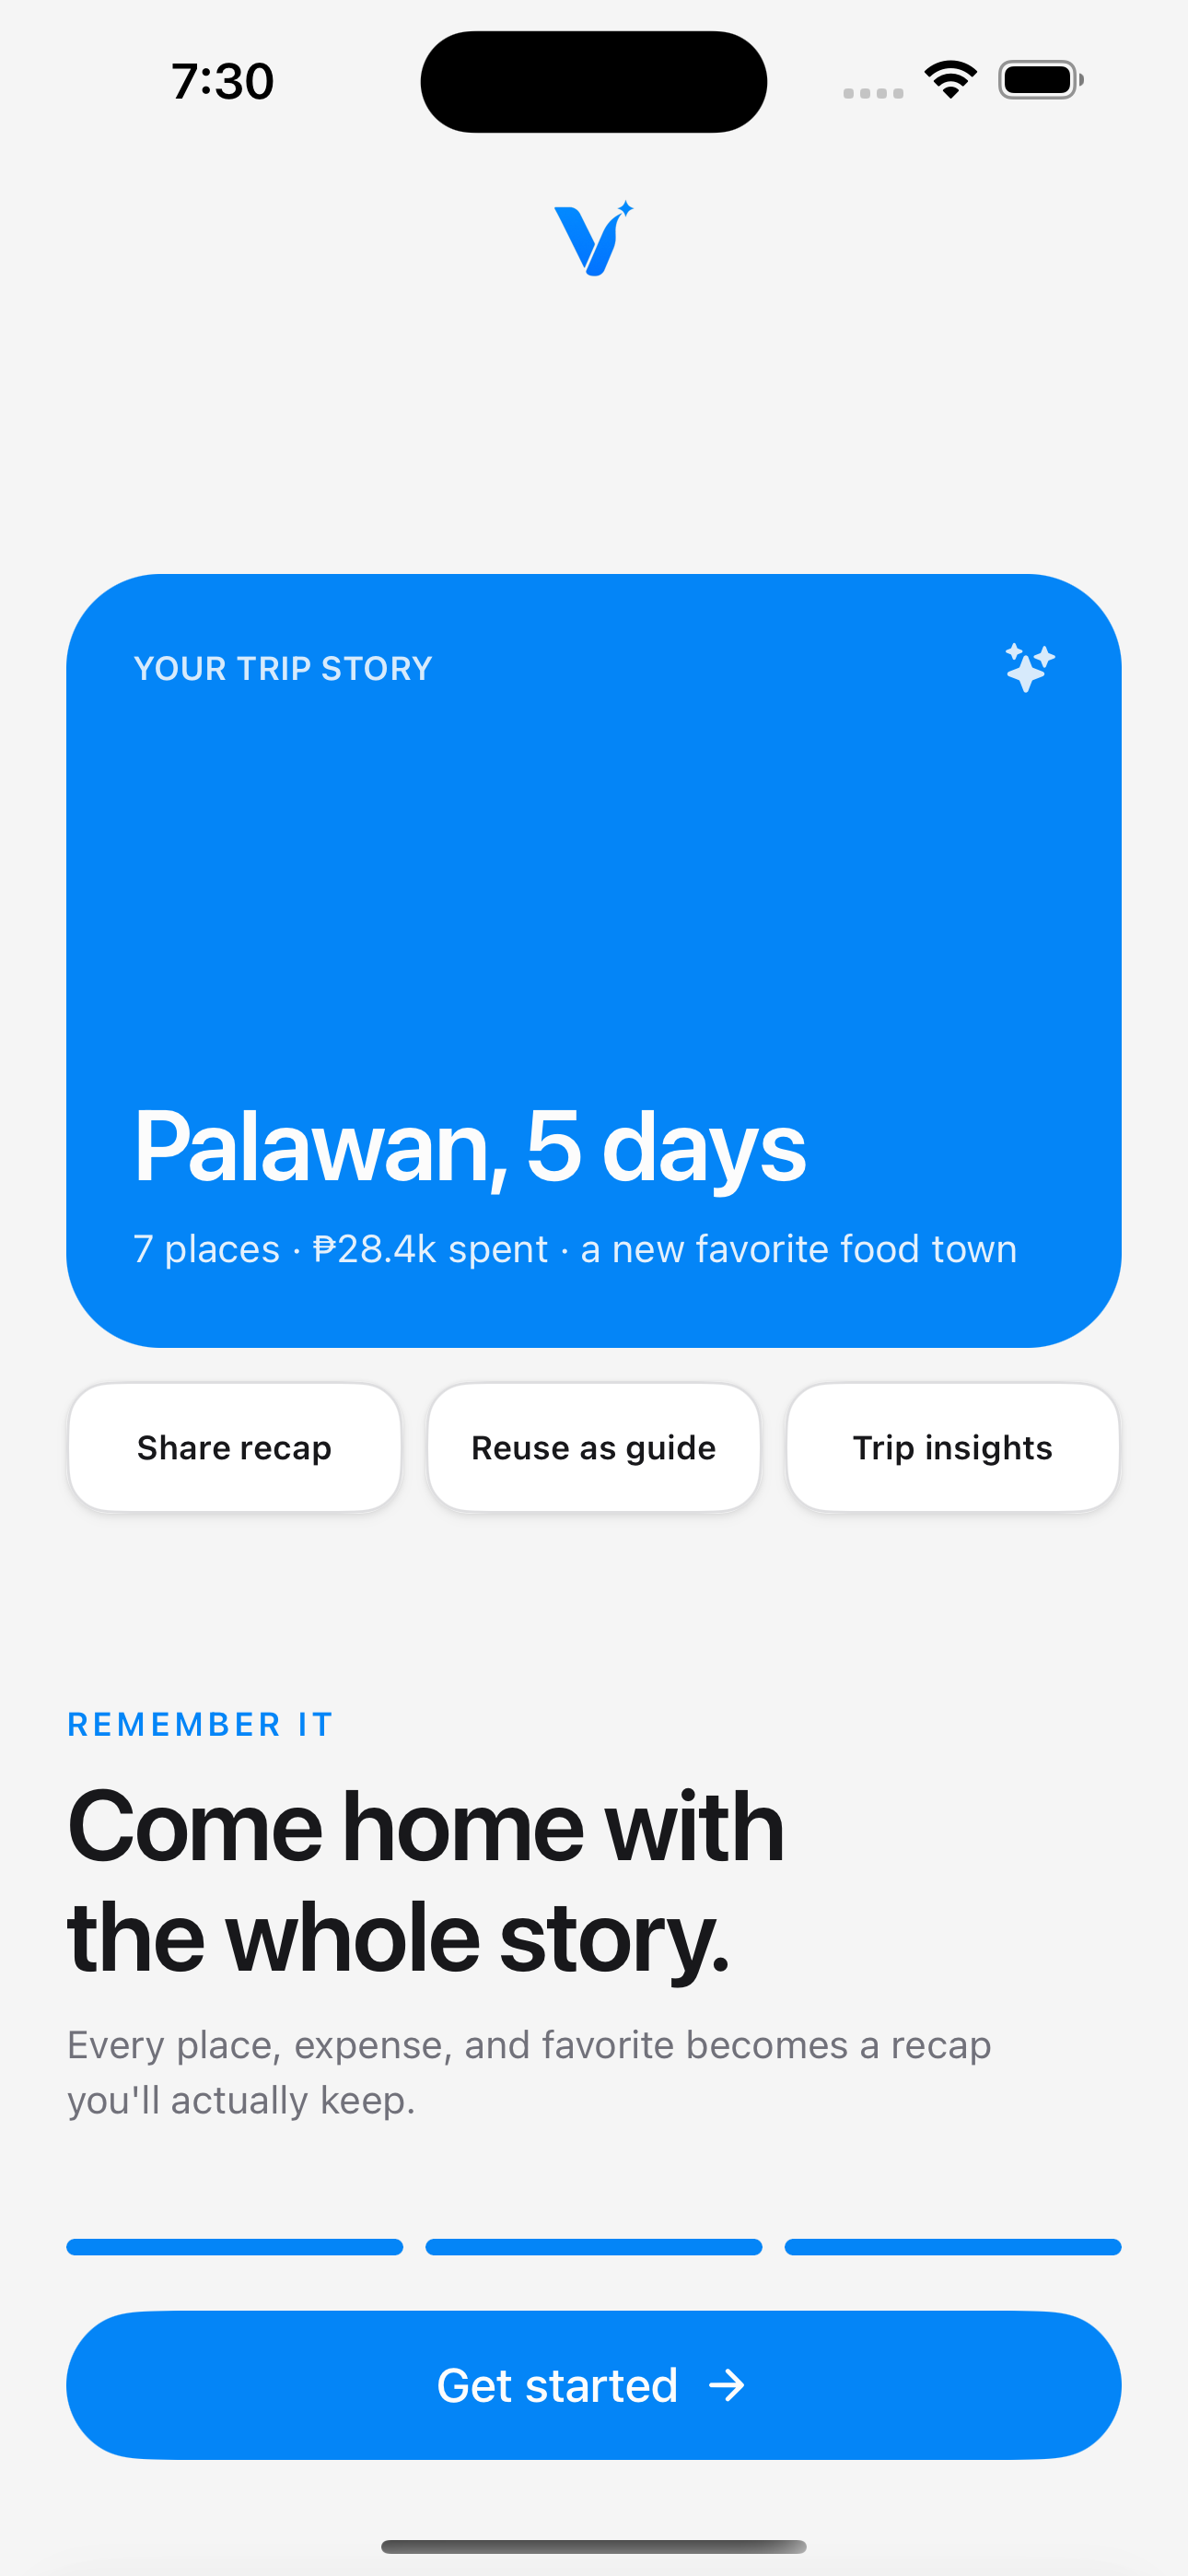 7:30
YOUR TRIP STORY
Palawan, 5 days
7 places · ₱28.4k spent · a new favorite food town
Share recap
Reuse as guide
Trip insights
REMEMBER IT
Come home with
the whole story.
Every place, expense, and favorite becomes a recap
you'll actually keep.
Get started